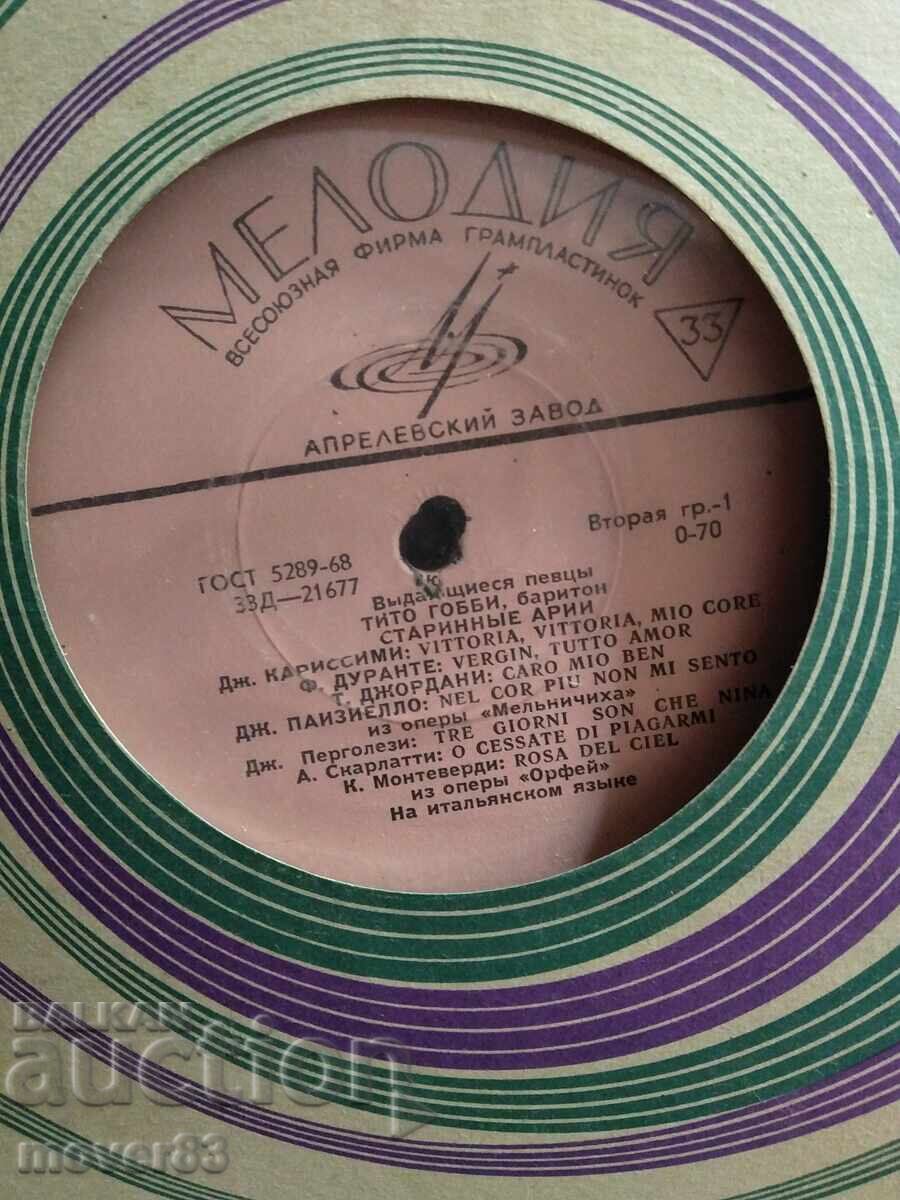 МЕЛОДИЯ
ВСЕСОЮЗНАЯ ФИРМА ГРАМПЛАСТИНОК
33
АПРЕЛЕВСКИЙ ЗАВОД
ГОСТ 5289-68
33Д—21677
Вторая гр.-1
0-70
Выдающиеся певцы
ТИТО ГОББИ, баритон
СТАРИННЫЕ АРИИ
Дж. КАРИССИМИ: VITTORIA, VITTORIA, MIO CORE
Ф. ДУРАНТЕ: VERGIN, TUTTO AMOR
Т. ДЖОРДАНИ: CARO MIO BEN
ДЖ. ПАИЗИЕЛЛО: NEL COR PIU NON MI SENTO
из оперы «Мельничиха»
Дж. Перголези: TRE GIORNI SON CHE NINA
А. Скарлатти: O CESSATE DI PIAGARMI
К. Монтеверди: ROSA DEL CIEL
из оперы «Орфей»
На итальянском языке
BALKAN
auction
mover83